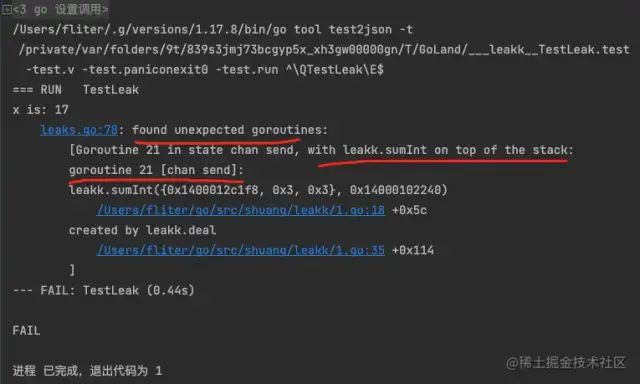 <3 go 设置调用>
/Users/fliter/.g/versions/1.17.8/bin/go tool test2json -t
/private/var/folders/9t/839s3jmj73bcgyp5x_xh3gw00000gn/T/GoLand/___leakk__TestLeak.test
-test.v -test.paniconexit0 -test.run ^\QTestLeak\E$
=== RUN   TestLeak
x is: 17
leaks.go:78: found unexpected goroutines:
[Goroutine 21 in state chan send, with leakk.sumInt on top of the stack:
goroutine 21 [chan send]:
leakk.sumInt({0x1400012c1f8, 0x3, 0x3}, 0x14000102240)
/Users/fliter/go/src/shuang/leakk/1.go:18 +0x5c
created by leakk.deal
/Users/fliter/go/src/shuang/leakk/1.go:35 +0x114
]
--- FAIL: TestLeak (0.44s)
FAIL
进程 已完成，退出代码为 1
@稀土掘金技术社区